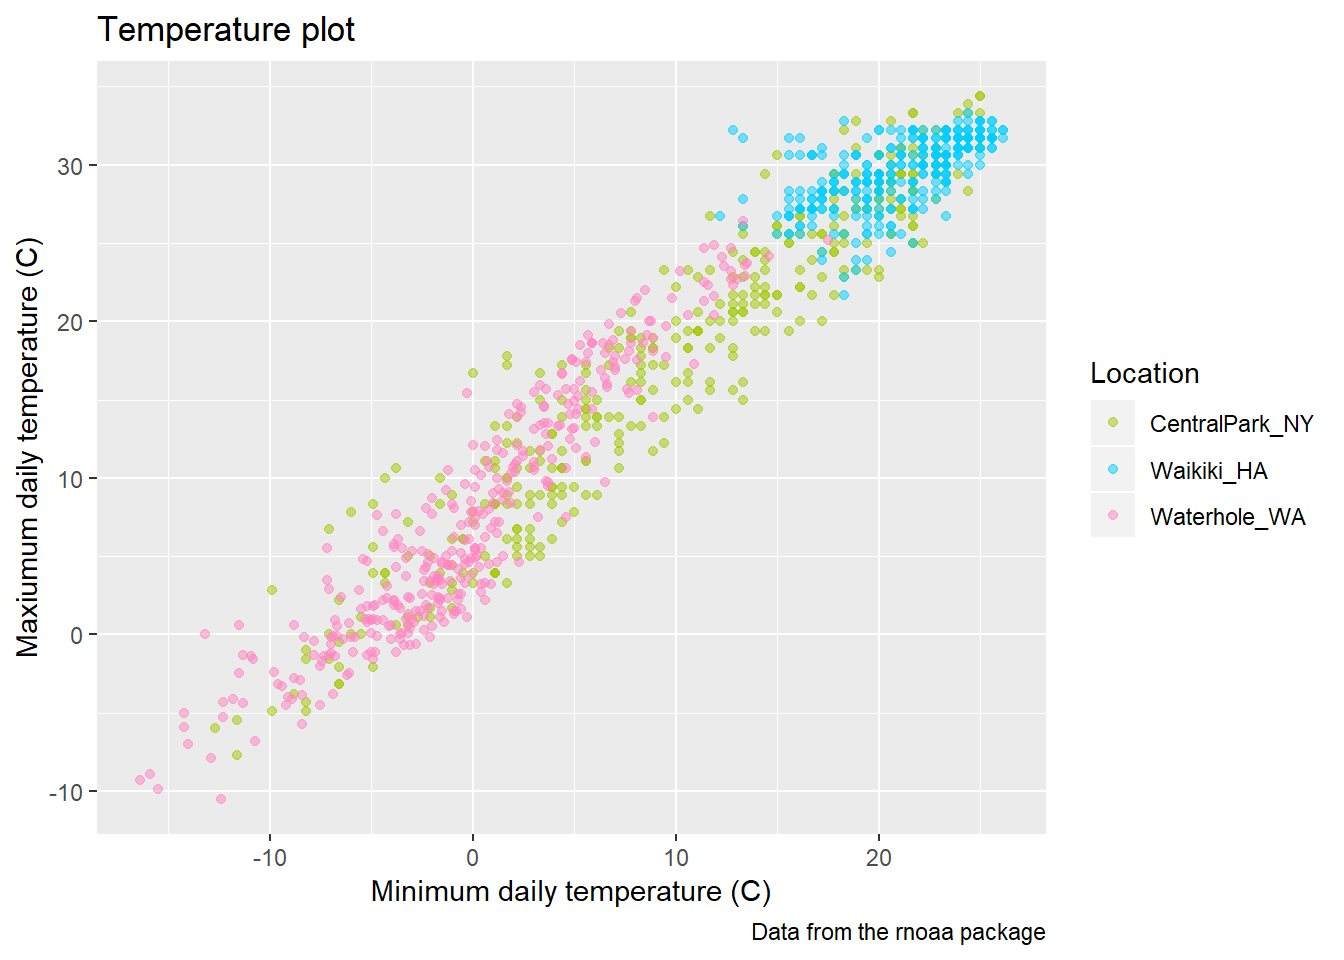 Temperature plot
Maxiumum daily temperature (C)
30
20
10
0
-10
-10
0
10
20
Minimum daily temperature (C)
Location
CentralPark_NY
Waikiki_HA
Waterhole_WA
Data from the rnoaa package